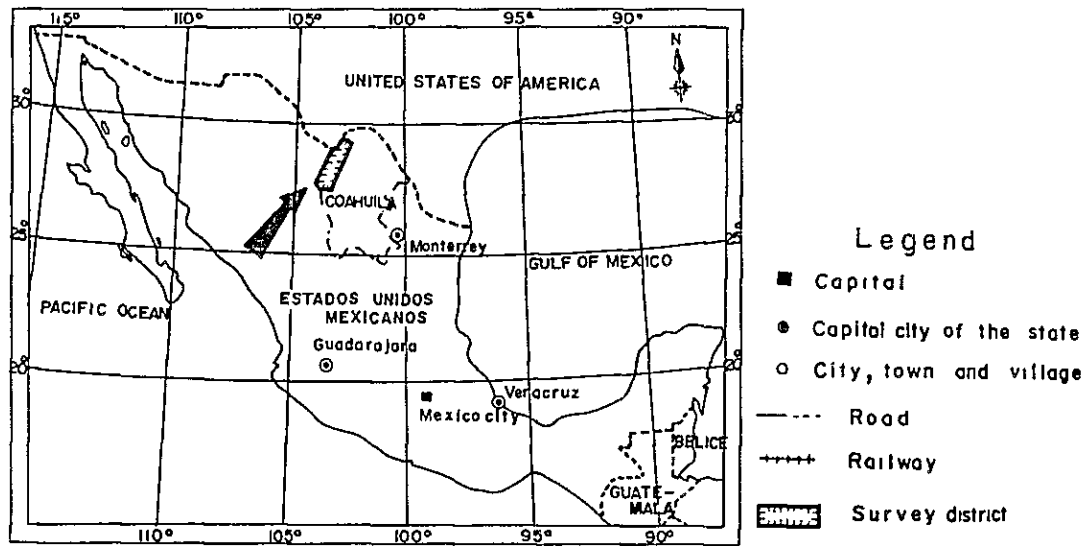 115° 110° 105° 100° 95° 90°
N
UNITED STATES OF AMERICA
30° 30°
COAHUILA
Monterrey
25° 25°
GULF OF MEXICO
PACIFIC OCEAN
ESTADOS UNIDOS
MEXICANOS
Guadarajara
20° 20°
Veracruz
Mexico city
BELICE
GUATE-
MALA
110° 105° 100° 95° 90°
Legend
Capital
Capital city of the state
City, town and village
Road
Railway
Survey district